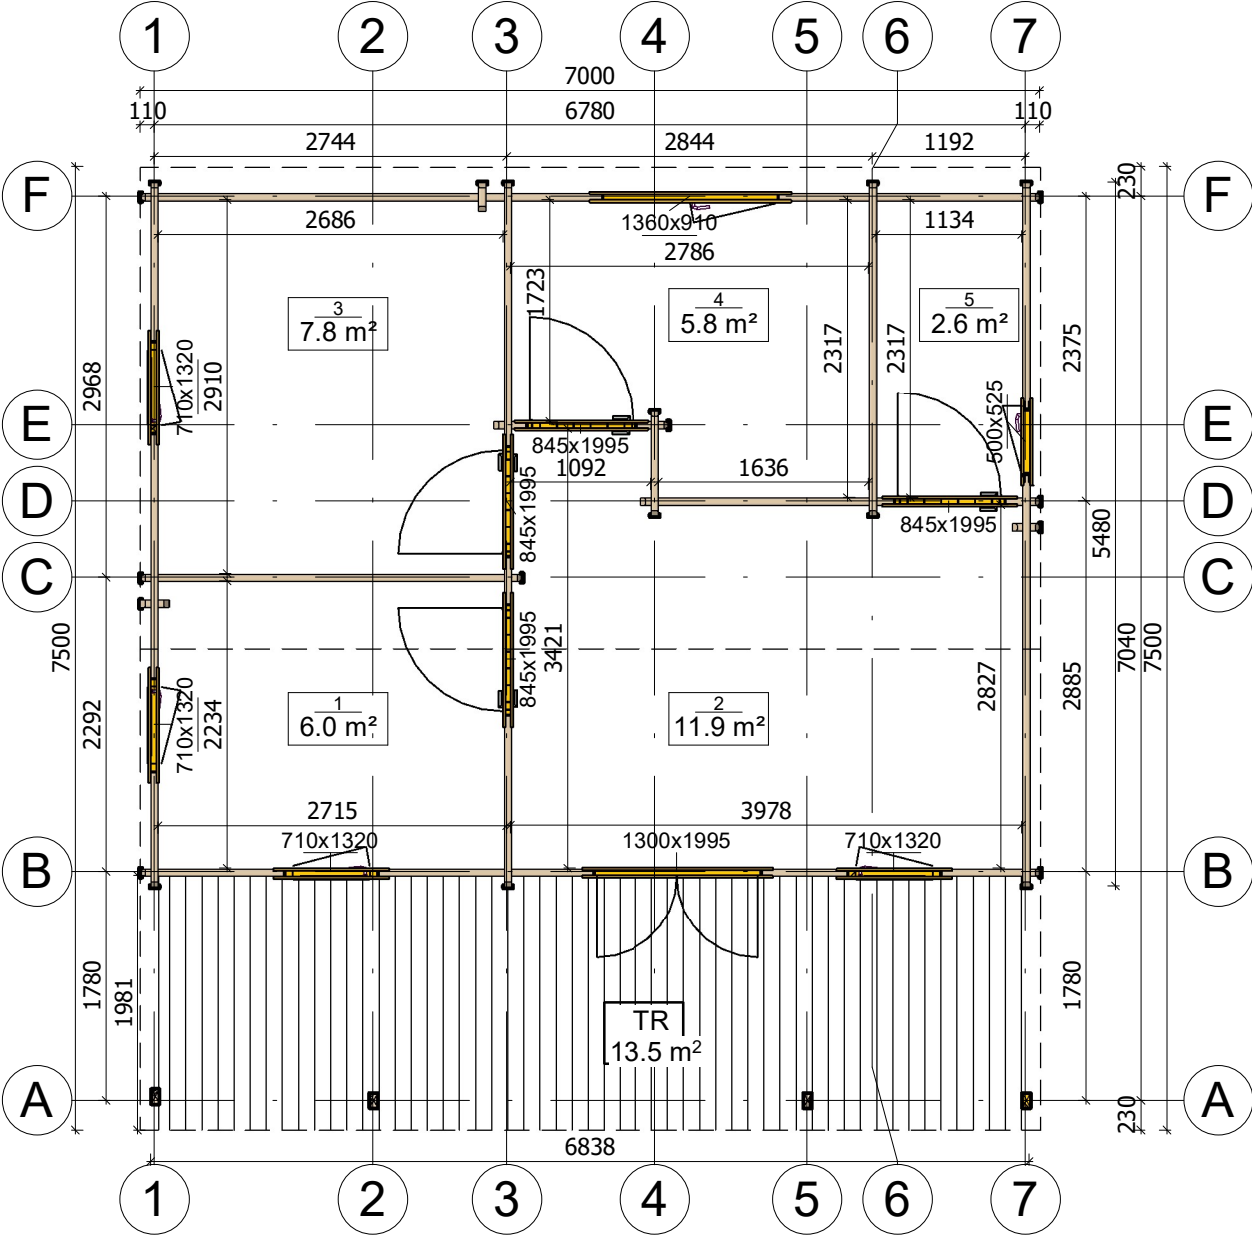 1 2 3 4 5 6 7
7000
110 6780 110
2744 2844 1192
F 230 F
2686 1360x910 1134
2786
1723
3
7.8 m²
4
5.8 m²
5
2.6 m²
2317 2317 2375
2968 710x1320 2910
E 500x525 E
845x1995
1092 1636
D 845x1995 845x1995 D
5480
C C
7500 845x1995 3421 7040 7500
2292 710x1320 2234 2827 2885
1
6.0 m²
2
11.9 m²
2715 3978
710x1320 1300x1995 710x1320
B B
1780 1981 1780
TR
13.5 m²
A 230 A
6838
1 2 3 4 5 6 7